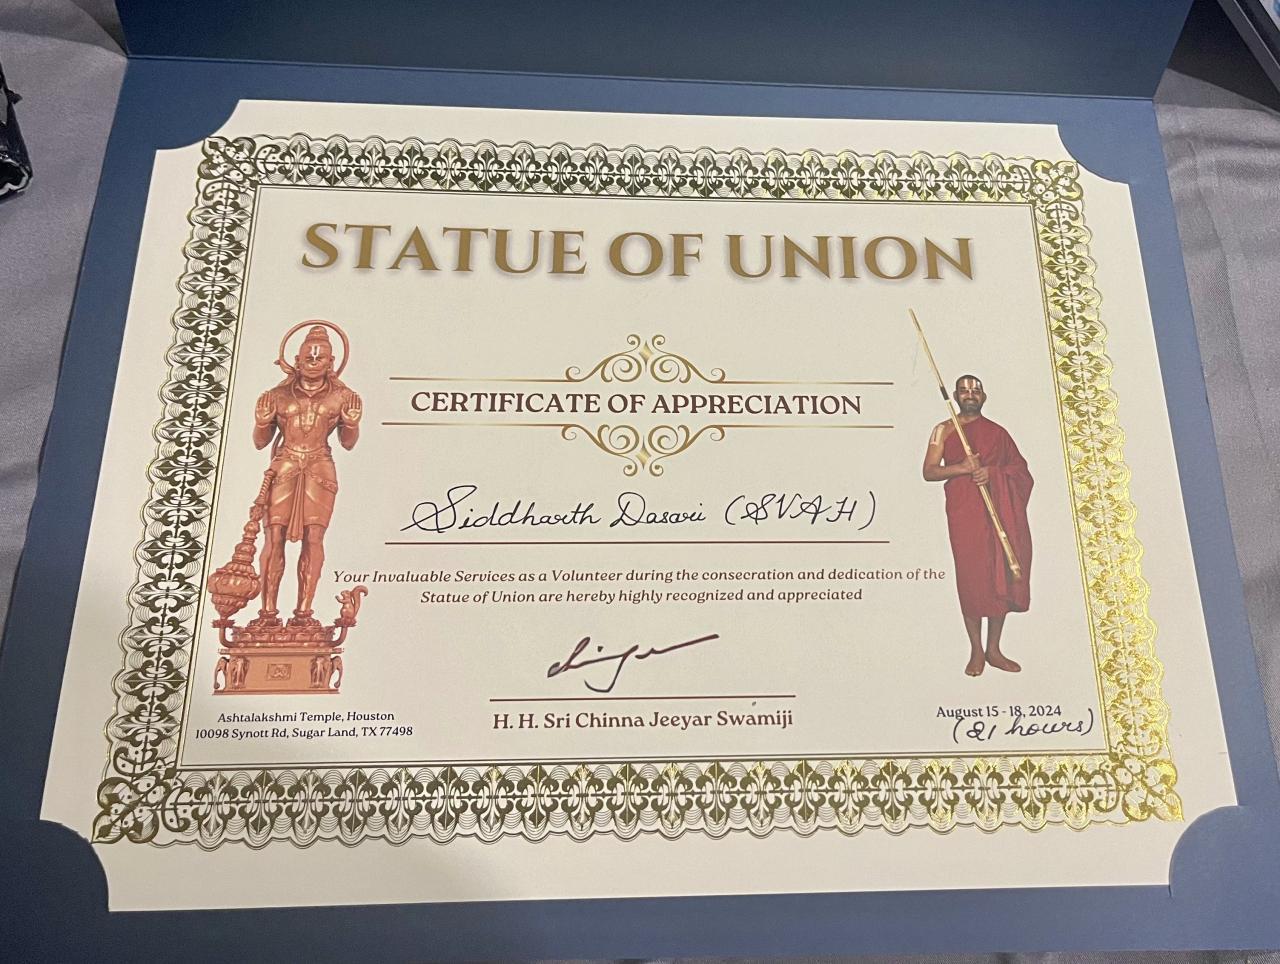 STATUE OF UNION
CERTIFICATE OF APPRECIATION
Siddharth Dasari (SVAH)
Your Invaluable Services as a Volunteer during the consecration and dedication of the
Statue of Union are hereby highly recognized and appreciated
H. H. Sri Chinna Jeeyar Swamiji
Ashtalakshmi Temple, Houston
10098 Synott Rd, Sugar Land, TX 77498
August 15 - 18, 2024
(21 hours)